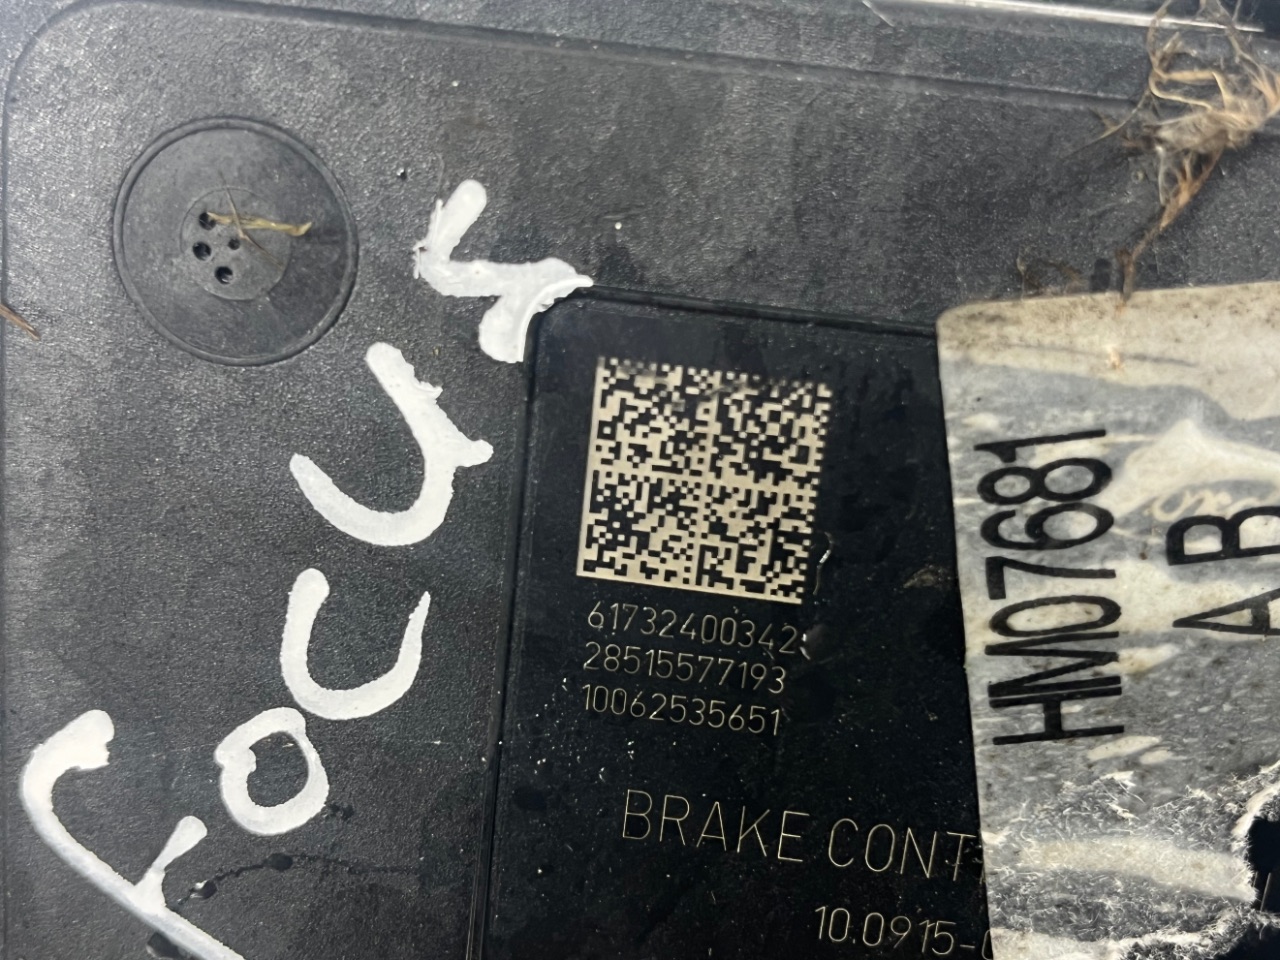 Focus
61732400342
28515577193
10062535651
BRAKE CONT
10.0915-
HM07681
AB